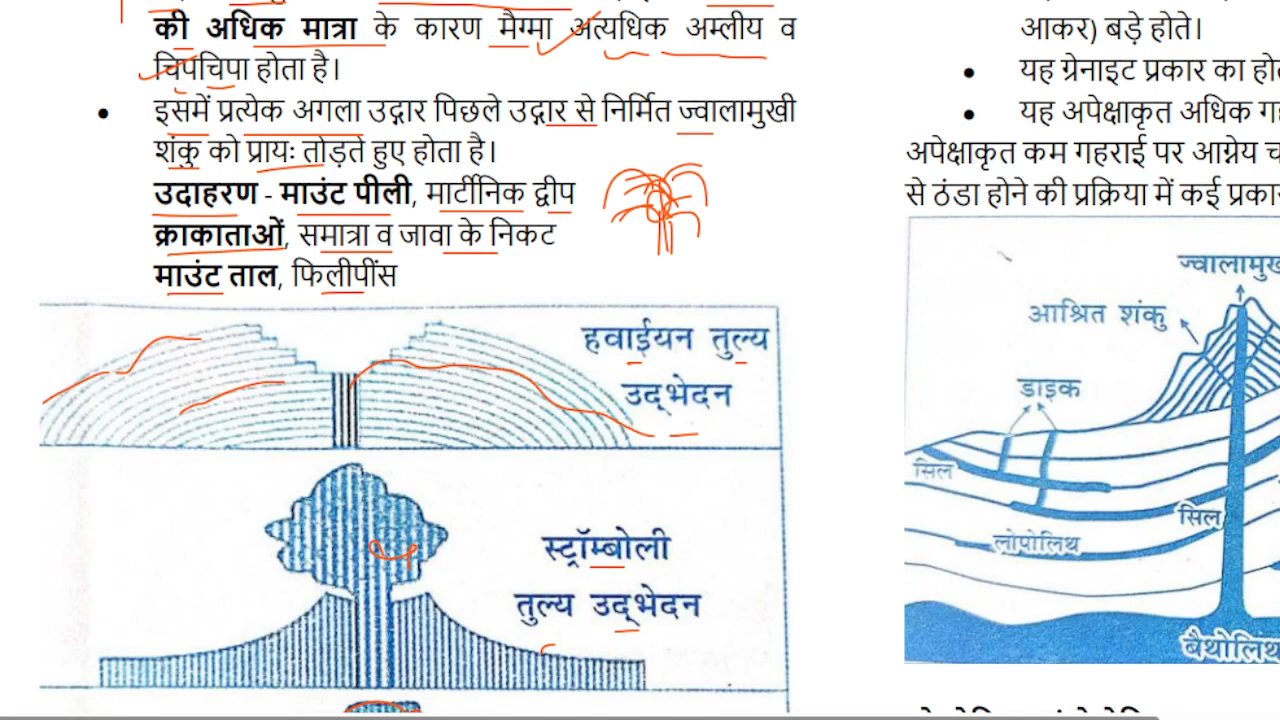 की अधिक मात्रा के कारण मैग्मा अत्यधिक अम्लीय व
चिपचिपा होता है।
• इसमें प्रत्येक अगला उद्गार पिछले उद्गार से निर्मित ज्वालामुखी
शंकु को प्रायः तोड़ते हुए होता है।
उदाहरण - माउंट पीली, मार्टीनिक द्वीप
क्राकाताओं, समात्रा व जावा के निकट
माउंट ताल, फिलीपींस
हवाईयन तुल्य
उद्भेदन
स्ट्रॉम्बोली
तुल्य उद्भेदन
आकर) बड़े होते।
• यह ग्रेनाइट प्रकार का
• यह अपेक्षाकृत अधिक
अपेक्षाकृत कम गहराई पर आग्नेय
से ठंडा होने की प्रक्रिया में कई
आश्रित शंकु
डाइक
सिल
सिल
लोपोलिथ